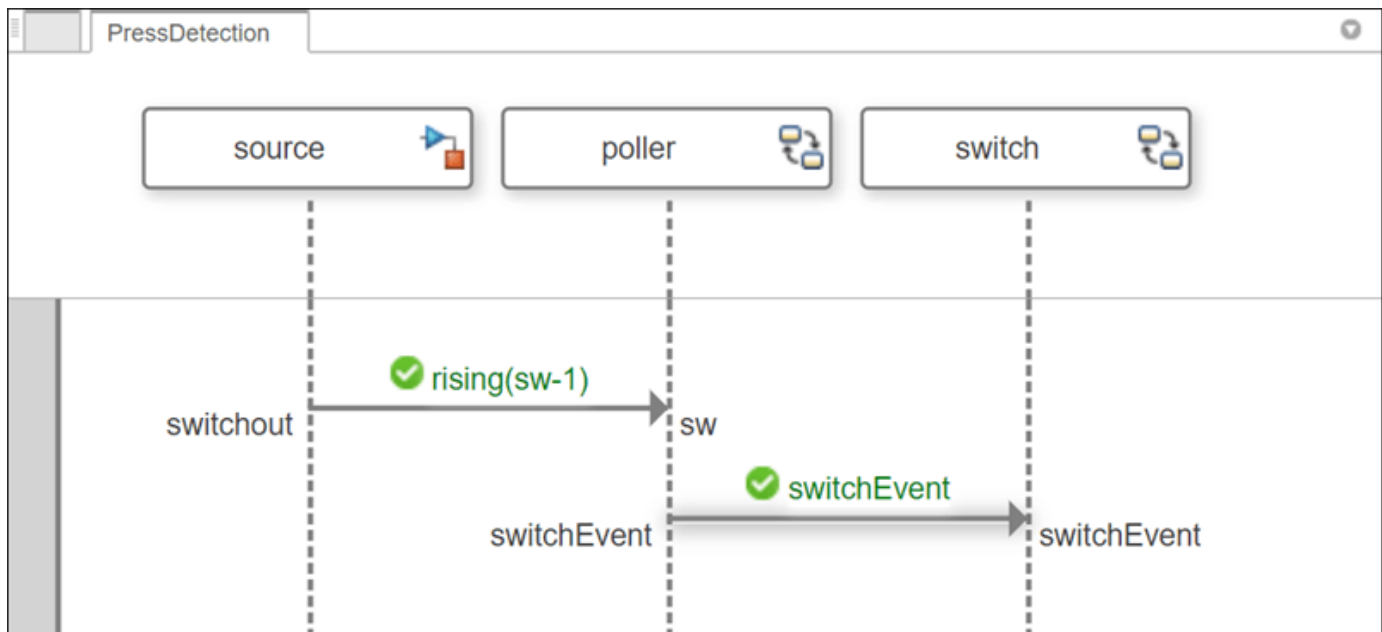 PressDetection
source
poller
switch
rising(sw-1)
switchout
sw
switchEvent
switchEvent
switchEvent